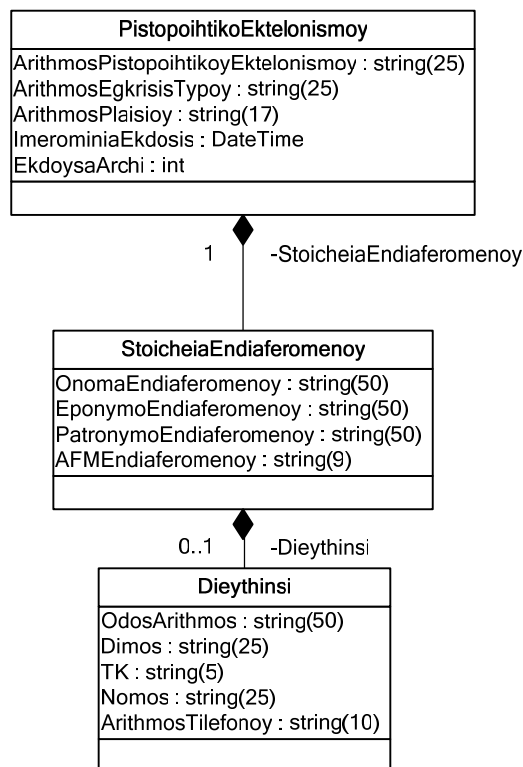 PistopoihtikoEktelonismoy
ArithmosPistopoihtikoyEktelonismoy : string(25)
ArithmosEgkrisisTypoy : string(25)
ArithmosPlaisioy : string(17)
ImerominiaEkdosis : DateTime
EkdoysaArchi : int
1 -StoicheiaEndiaferomenoy
StoicheiaEndiaferomenoy
OnomaEndiaferomenoy : string(50)
EponymoEndiaferomenoy : string(50)
PatronymoEndiaferomenoy : string(50)
AFMEndiaferomenoy : string(9)
0..1 -Dieythinsi
Dieythinsi
OdosArithmos : string(50)
Dimos : string(25)
TK : string(5)
Nomos : string(25)
ArithmosTilefonoy : string(10)